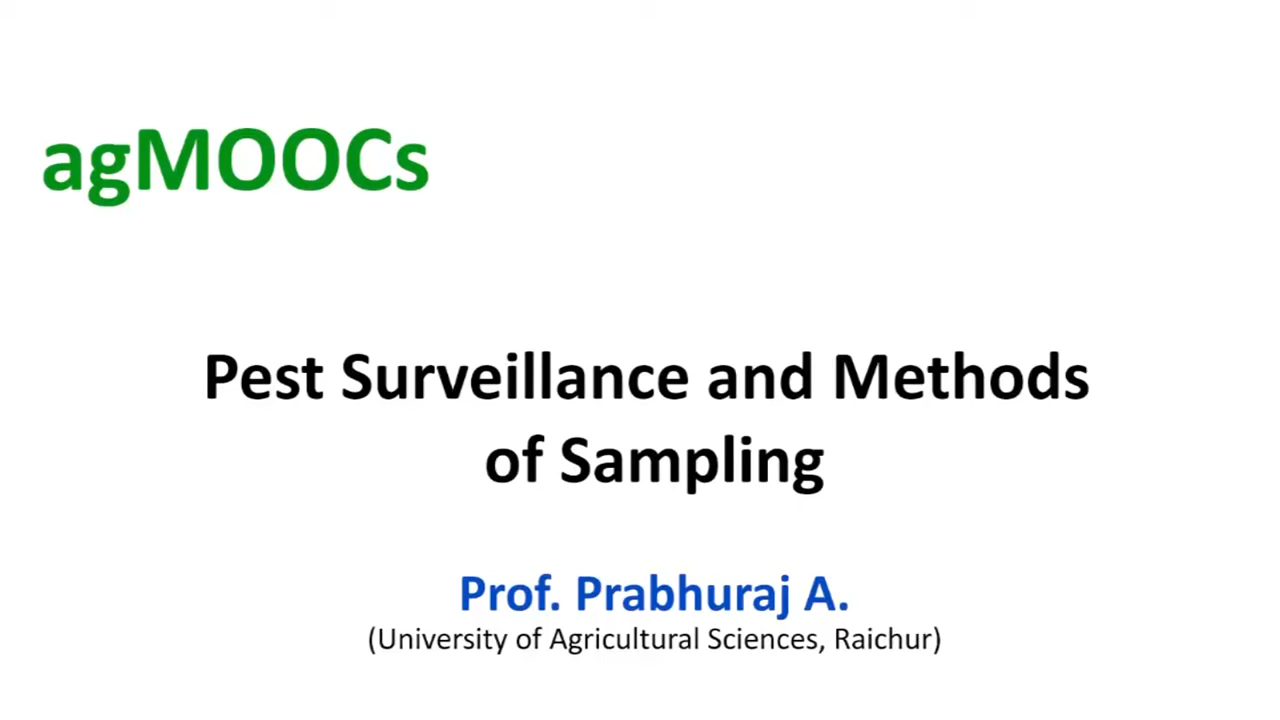 agMOOCs
Pest Surveillance and Methods
of Sampling
Prof. Prabhuraj A.
(University of Agricultural Sciences, Raichur)